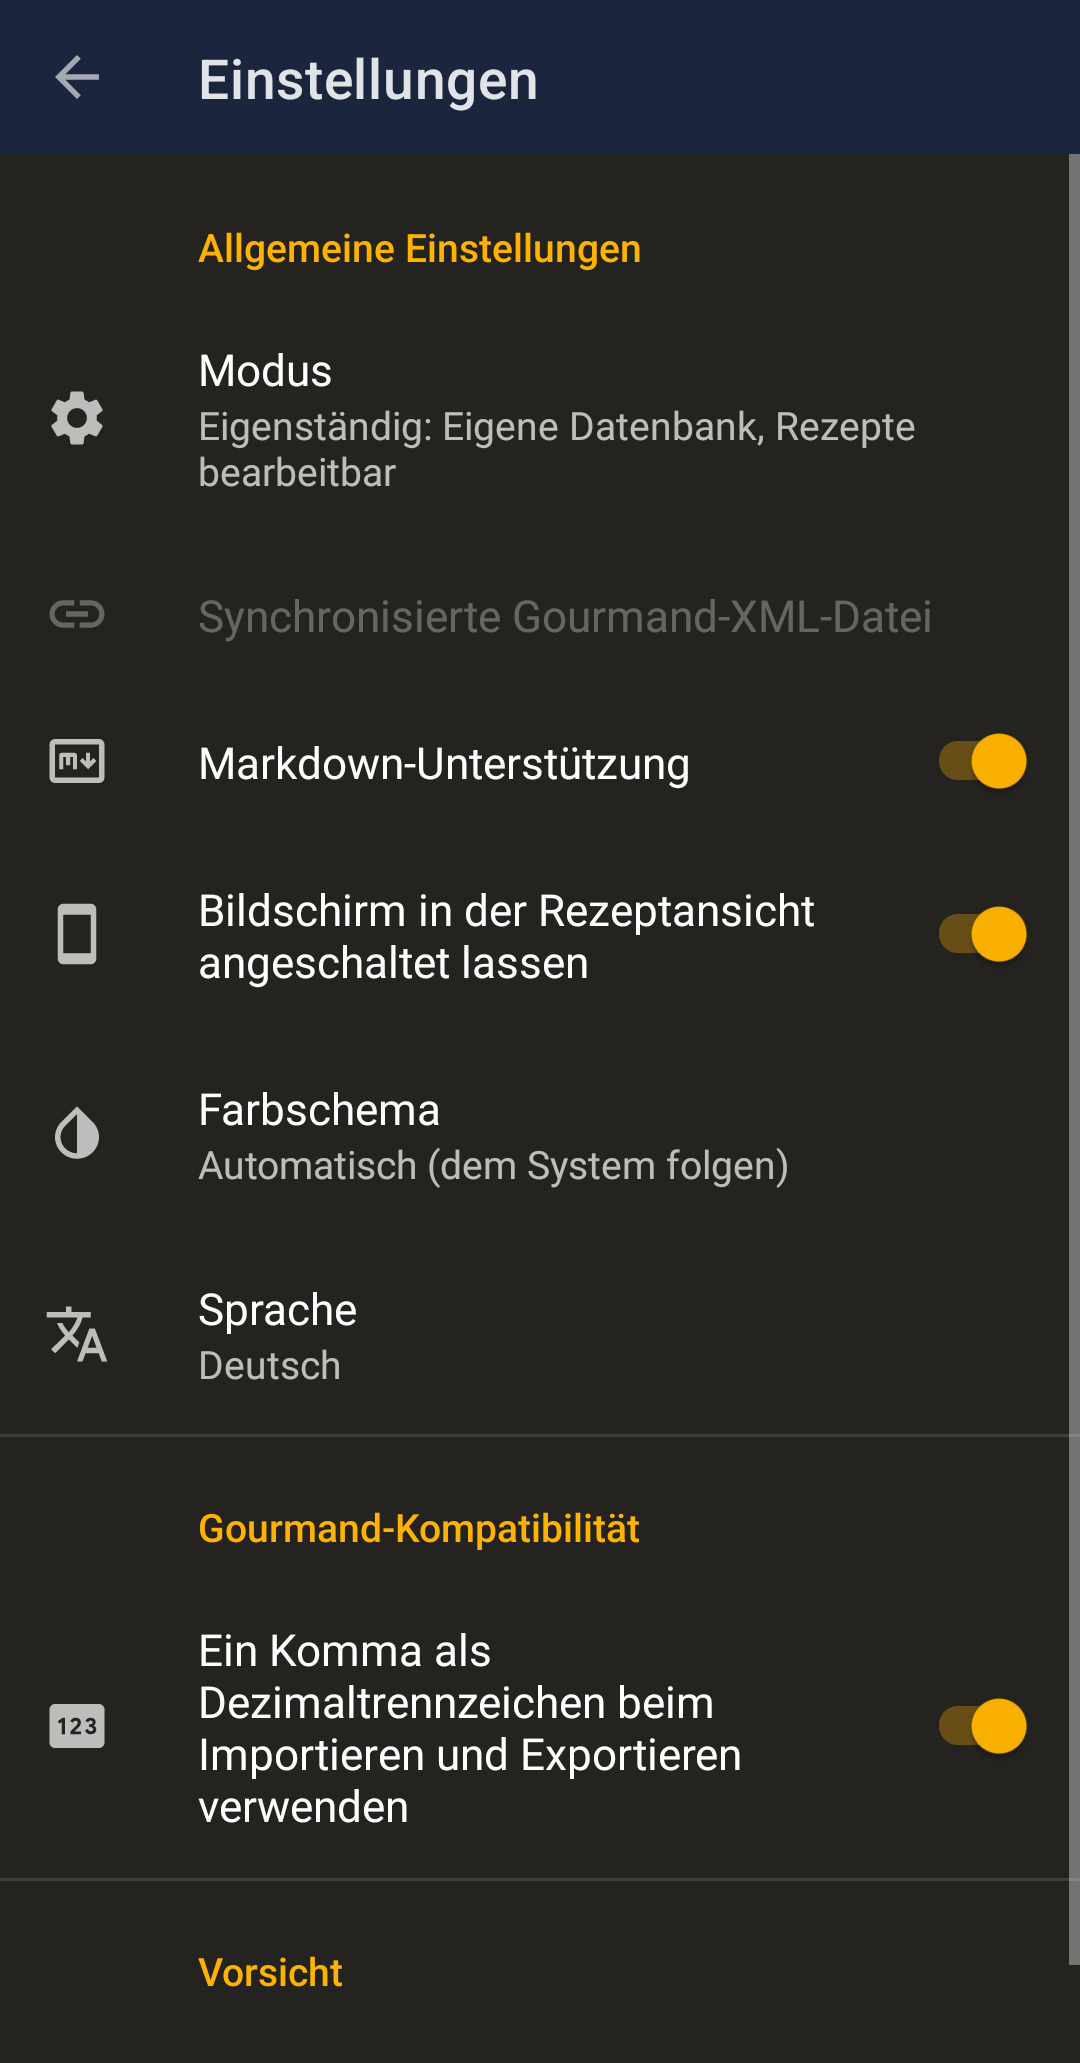 Einstellungen
Allgemeine Einstellungen
Modus
Eigenständig: Eigene Datenbank, Rezepte
bearbeitbar
Synchronisierte Gourmand-XML-Datei
Markdown-Unterstützung
Bildschirm in der Rezeptansicht
angeschaltet lassen
Farbschema
Automatisch (dem System folgen)
Sprache
Deutsch
Gourmand-Kompatibilität
Ein Komma als
Dezimaltrennzeichen beim
123
Importieren und Exportieren
verwenden
Vorsicht